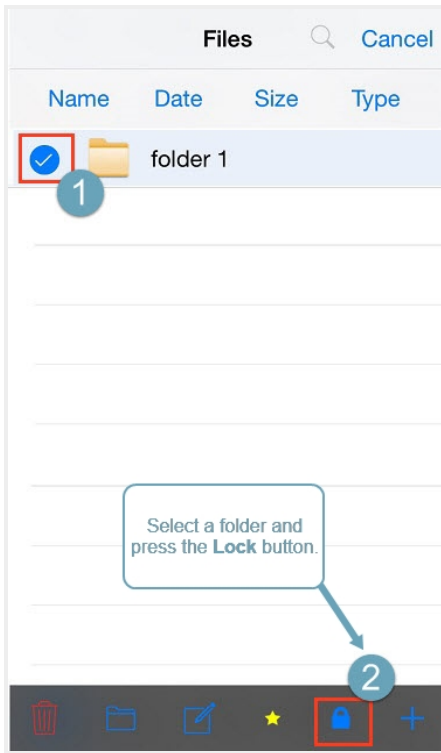 Files Cancel
Name Date Size Type
folder 1
1
Select a folder and
press the Lock button.
2